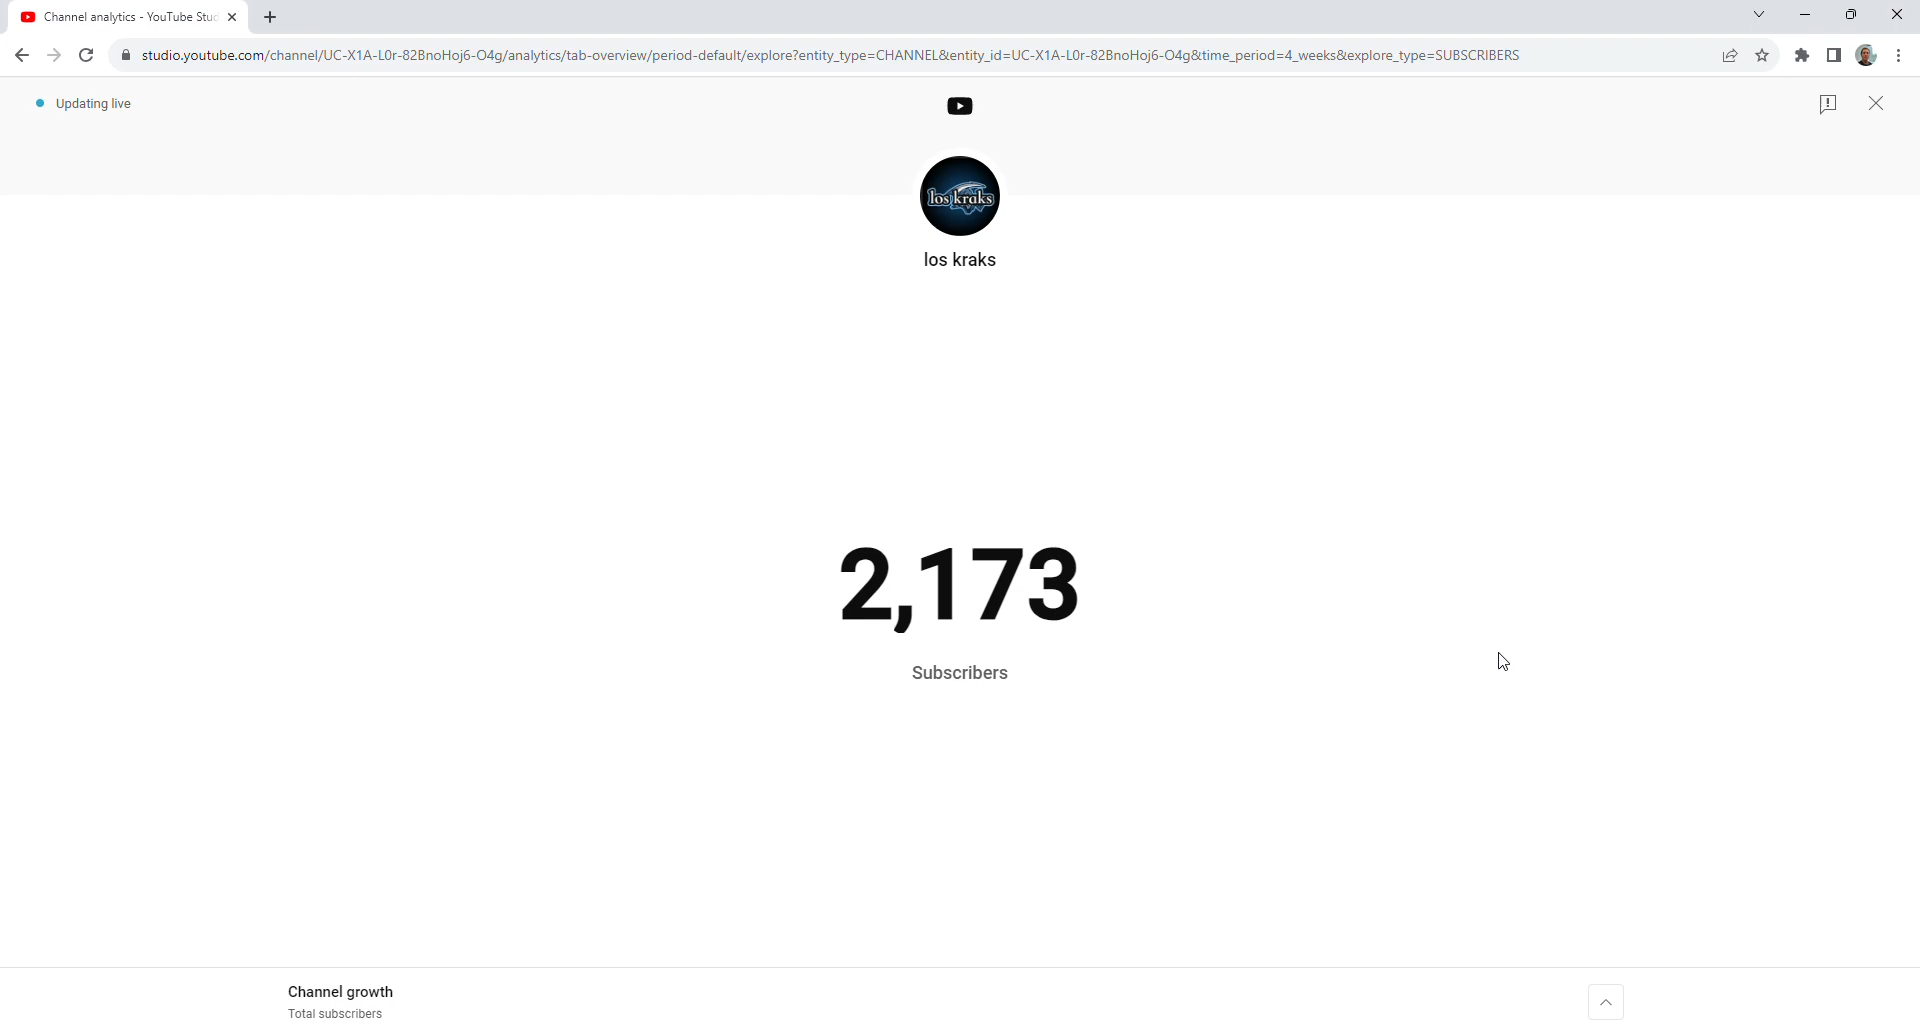 Channel analytics - YouTube Stu
studio.youtube.com/channel/UC-X1A-L0r-82BnoHoj6-O4g/analytics/tab-overview/period-default/explore?entity_type=CHANNEL&entity_id=UC-X1A-L0r-82BnoHoj6-O4g&time_period=4_weeks&explore_type=SUBSCRIBERS
Updating live
los kraks
los kraks
2,173
Subscribers
Channel growth
Total subscribers